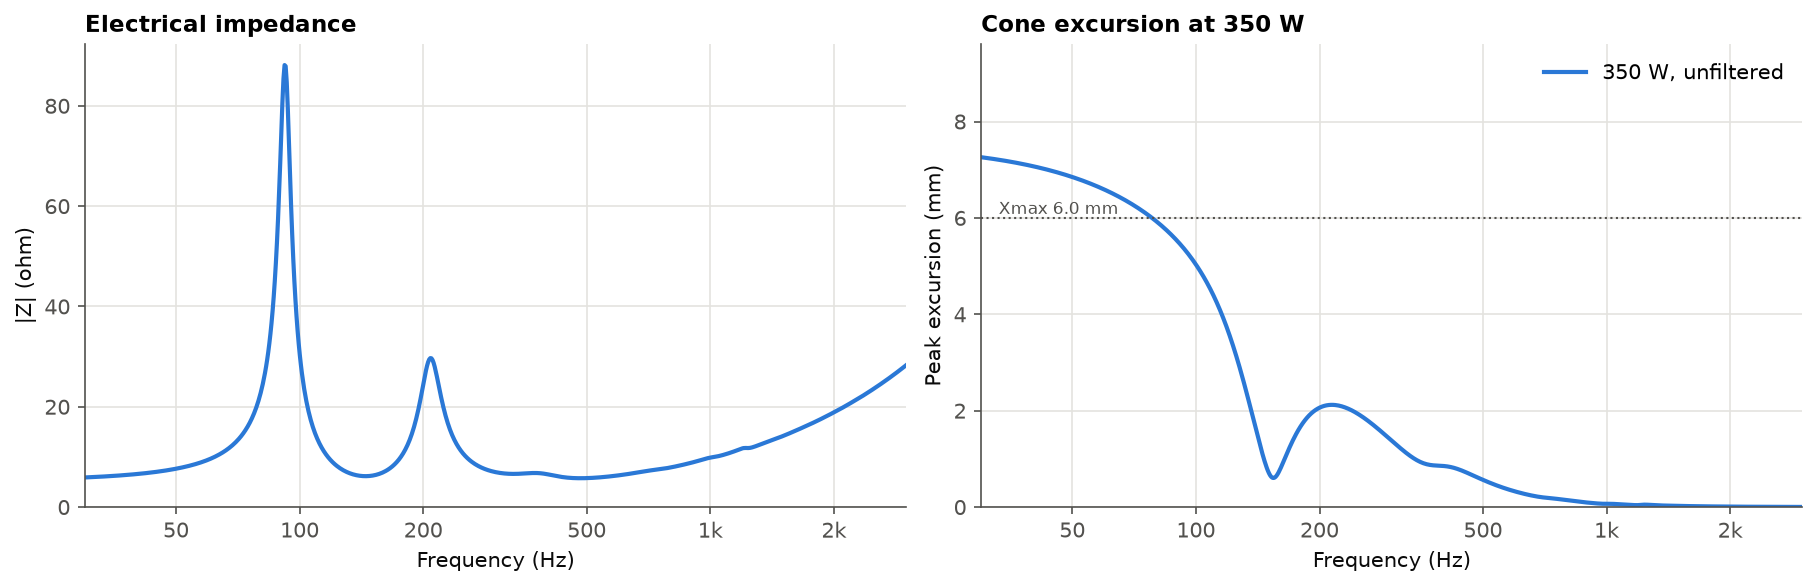 Electrical impedance
|Z| (ohm)
80
60
40
20
0
50 100 200 500 1k 2k
Frequency (Hz)
Cone excursion at 350 W
350 W, unfiltered
Peak excursion (mm)
8
6
4
2
0
Xmax 6.0 mm
50 100 200 500 1k 2k
Frequency (Hz)